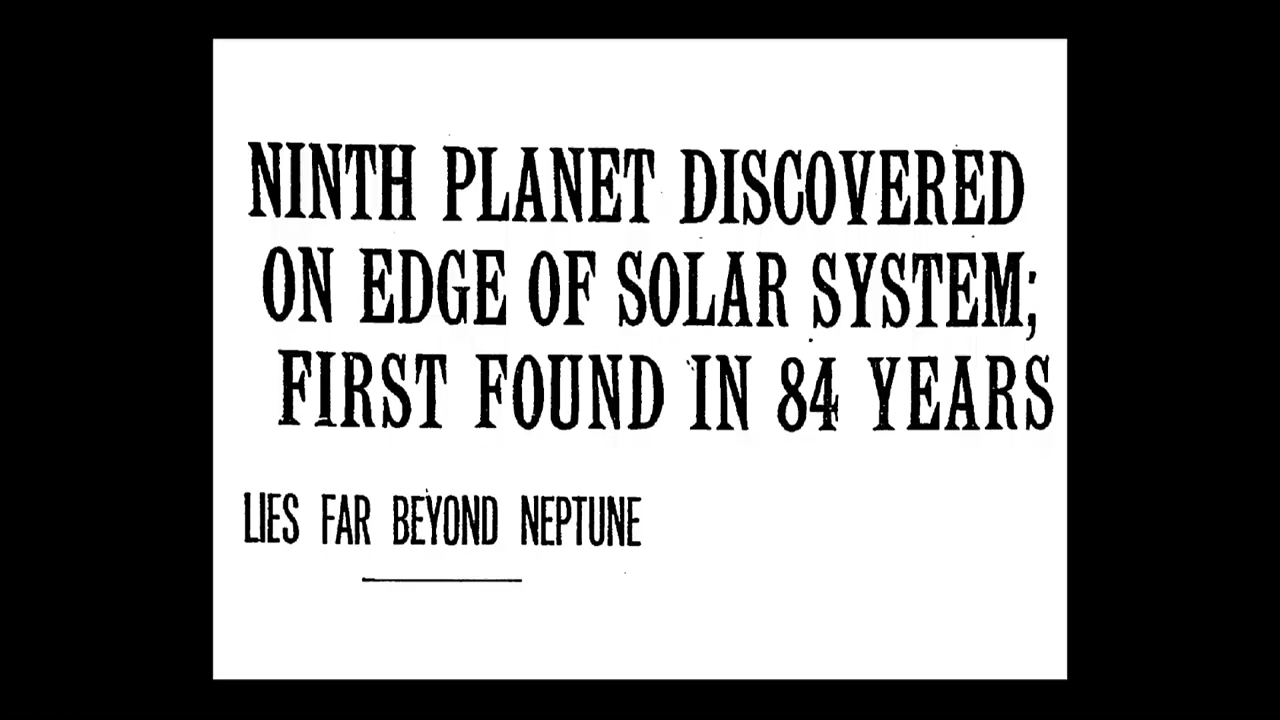 NINTH PLANET DISCOVERED
ON EDGE OF SOLAR SYSTEM;
FIRST FOUND IN 84 YEARS
LIES FAR BEYOND NEPTUNE